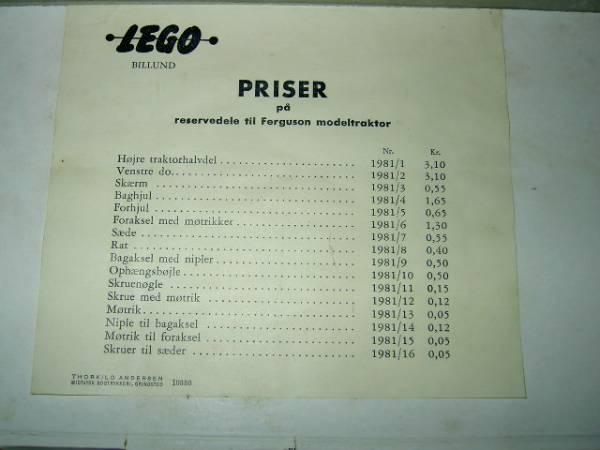 LEGO
BILLUND
PRISER
på
reservedele til Ferguson modeltraktor
Nr. Kr.
Højre traktorhalvdel 1981/1 3,10
Venstre do. 1981/2 3,10
Skærm 1981/3 0,55
Baghjul 1981/4 1,65
Forhjul 1981/5 0,65
Foraksel med møtrikker 1981/6 1,30
Sæde 1981/7 0,55
Rat 1981/8 0,40
Bagaksel med nipler 1981/9 0,50
Ophængsbøjle 1981/10 0,50
Skruenøgle 1981/11 0,15
Skrue med møtrik 1981/12 0,12
Møtrik 1981/13 0,05
Niple til bagaksel 1981/14 0,12
Møtrik til foraksel 1981/15 0,05
Skruer til sæder 1981/16 0,05
THORKILD ANDERSEN
MIDTJYSK BOGTRYKKERI, GRINDSTED 10880